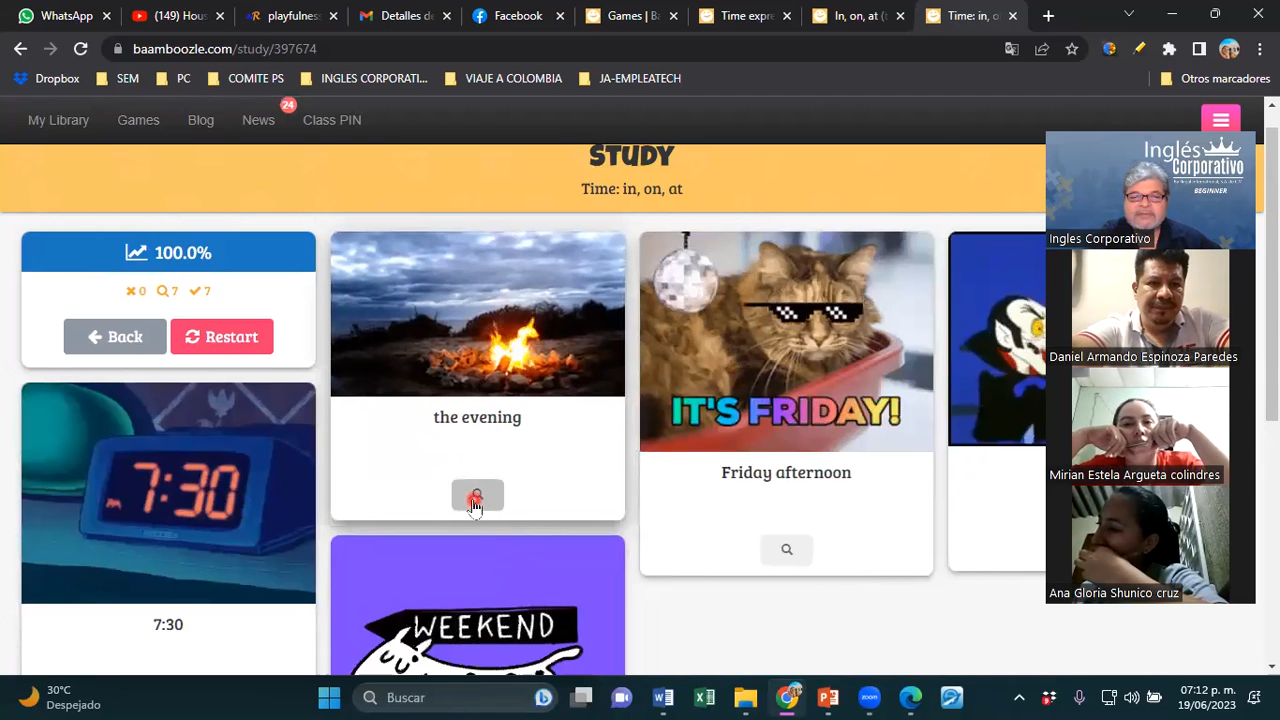 WhatsApp
(149) Hous
playfulness
Detalles de
Facebook
Games | Ba
Time expre
In, on, at (t
Time: in, o
baamboozle.com/study/397674
Dropbox
SEM
PC
COMITE PS
INGLES CORPORATI...
VIAJE A COLOMBIA
JA-EMPLEATECH
Otros marcadores
My Library
Games
Blog
News
24
Class PIN
STUDY
Time: in, on, at
100.0%
0
7
7
Back
Restart
7:30
7:30
the evening
WEEKEND
IT'S FRIDAY!
Friday afternoon
Inglés
Corporativo
BEGINNER
Ingles Corporativo
Daniel Armando Espinoza Paredes
Mirian Estela Argueta colindres
Ana Gloria Shunico cruz
30°C
Despejado
Buscar
07:12 p. m.
19/06/2023